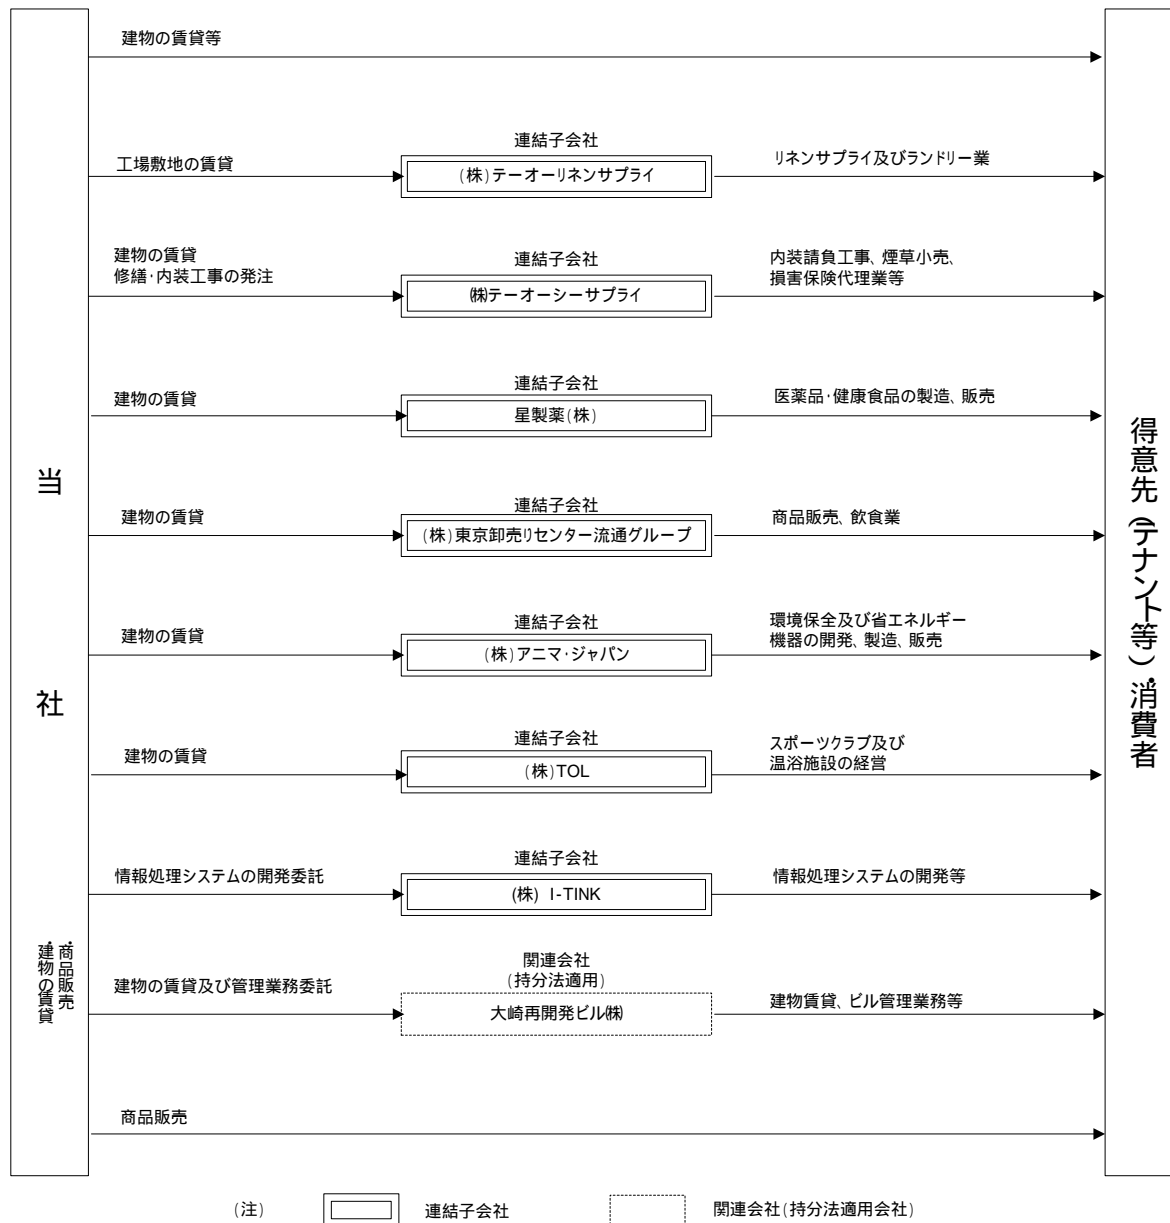 建物の賃貸等
連結子会社
工場敷地の賃貸
(株)テーオーリネンサプライ
リネンサプライ及びランドリー業
建物の賃貸
修繕・内装工事の発注
連結子会社
㈱テーオーシーサプライ
内装請負工事、煙草小売、
損害保険代理業等
建物の賃貸
連結子会社
星製薬(株)
医薬品・健康食品の製造、販売
当社
建物の賃貸
連結子会社
(株)東京卸売りセンター流通グループ
商品販売、飲食業
得意先(テナント等)・消費者
建物の賃貸
連結子会社
(株)アニマ・ジャパン
環境保全及び省エネルギー
機器の開発、製造、販売
建物の賃貸
連結子会社
(株)TOL
スポーツクラブ及び
温浴施設の経営
情報処理システムの開発委託
連結子会社
(株) I-TINK
情報処理システムの開発等
・商品販売
・建物の賃貸
建物の賃貸及び管理業務委託
関連会社
(持分法適用)
大崎再開発ビル㈱
建物賃貸、ビル管理業務等
商品販売
(注)
連結子会社
関連会社(持分法適用会社)